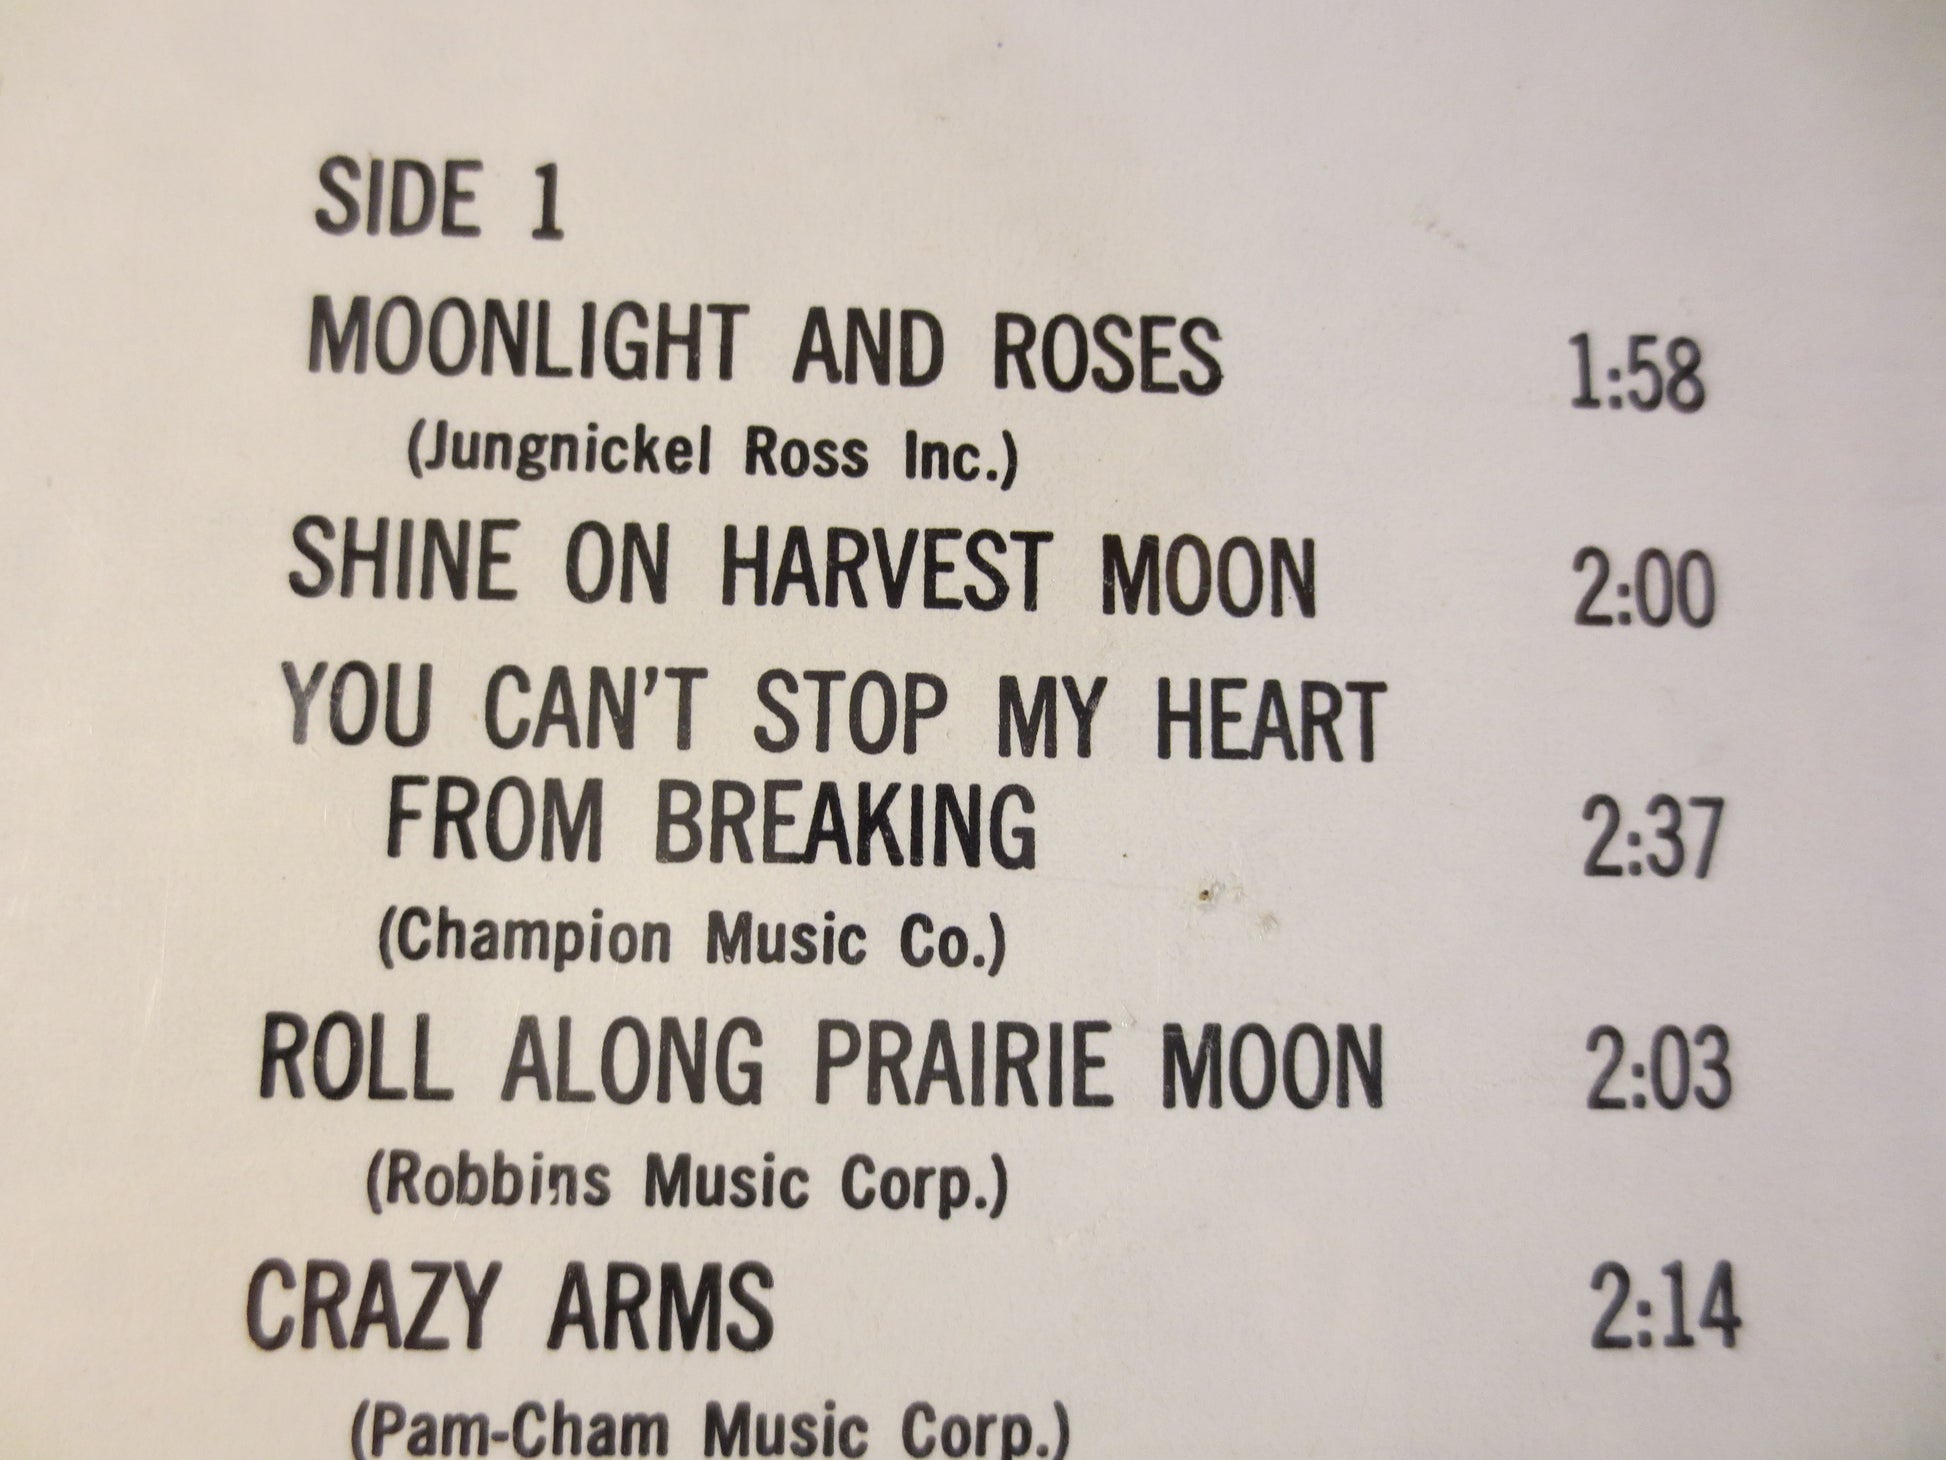 SIDE 1
MOONLIGHT AND ROSES 1:58
(Jungnickel Ross Inc.)
SHINE ON HARVEST MOON 2:00
YOU CAN'T STOP MY HEART
FROM BREAKING 2:37
(Champion Music Co.)
ROLL ALONG PRAIRIE MOON 2:03
(Robbins Music Corp.)
CRAZY ARMS 2:14
(Pam-Cham Music Corp.)